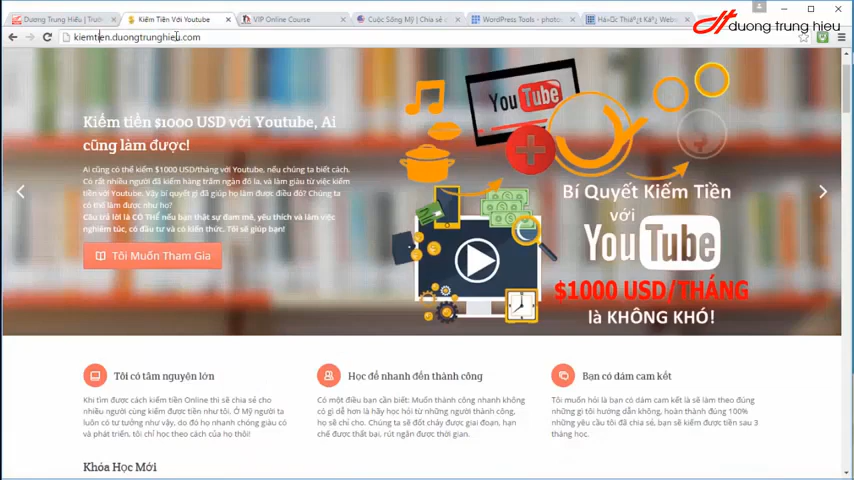 Dương Trung Hiếu | Trườ
Kiếm Tiền Với Youtube
VIP Online Course
Cuộc Sống Mỹ | Chia sẻ c
WordPress Tools - photos
duong trung hieu
kiemtien.duongtrunghieu.com
Kiếm tiền $1000 USD với Youtube, Ai
cũng làm được!
Ai cũng có thể kiếm $1000 USD/tháng với Youtube, nếu chúng ta biết cách.
Có rất nhiều người đã kiếm hàng trăm ngàn đô la, và làm giàu từ việc kiếm
tiền với Youtube. Vậy bí quyết gì đã giúp họ làm được điều đó? Chúng ta
có thể làm được như họ?
Câu trả lời là CÓ THỂ nếu bạn thật sự đam mê, yêu thích và làm việc
nghiêm túc, có đầu tư và có kiến thức. Tôi sẽ giúp bạn!
Tôi Muốn Tham Gia
YouTube
Bí Quyết Kiếm Tiền
với
YouTube
$1000 USD/THÁNG
là KHÔNG KHÓ!
Tôi có tâm nguyện lớn
Khi tìm được cách kiếm tiền Online thì sẽ chia sẻ cho
nhiều người cùng kiếm được tiền như tôi. Ở Mỹ người ta
luôn có tư tưởng như vậy, do đó họ nhanh chóng giàu có
và phát triển, tôi chỉ học theo cách của họ thôi!
Học để nhanh đến thành công
Có một điều bạn cần biết: Muốn thành công nhanh không
có gì dễ hơn là hãy học hỏi từ những người thành công,
họ sẽ chỉ cho. Chúng ta sẽ đốt cháy được giai đoạn, hạn
chế được thất bại, rút ngắn được thời gian.
Bạn có dám cam kết
Tôi muốn hỏi là bạn có dám cam kết là sẽ làm theo đúng
những gì tôi hướng dẫn không, hoàn thành đúng 100%
những yêu cầu tôi đã chia sẻ, bạn sẽ kiếm được tiền sau 3
tháng học.
Khóa Học Mới